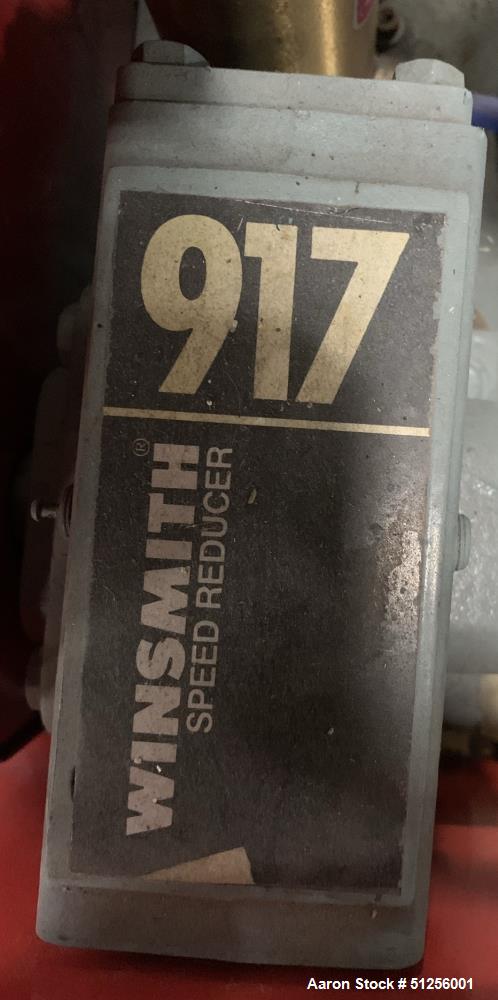 917
WINSMITH®
SPEED REDUCER
Aaron Stock # 51256001